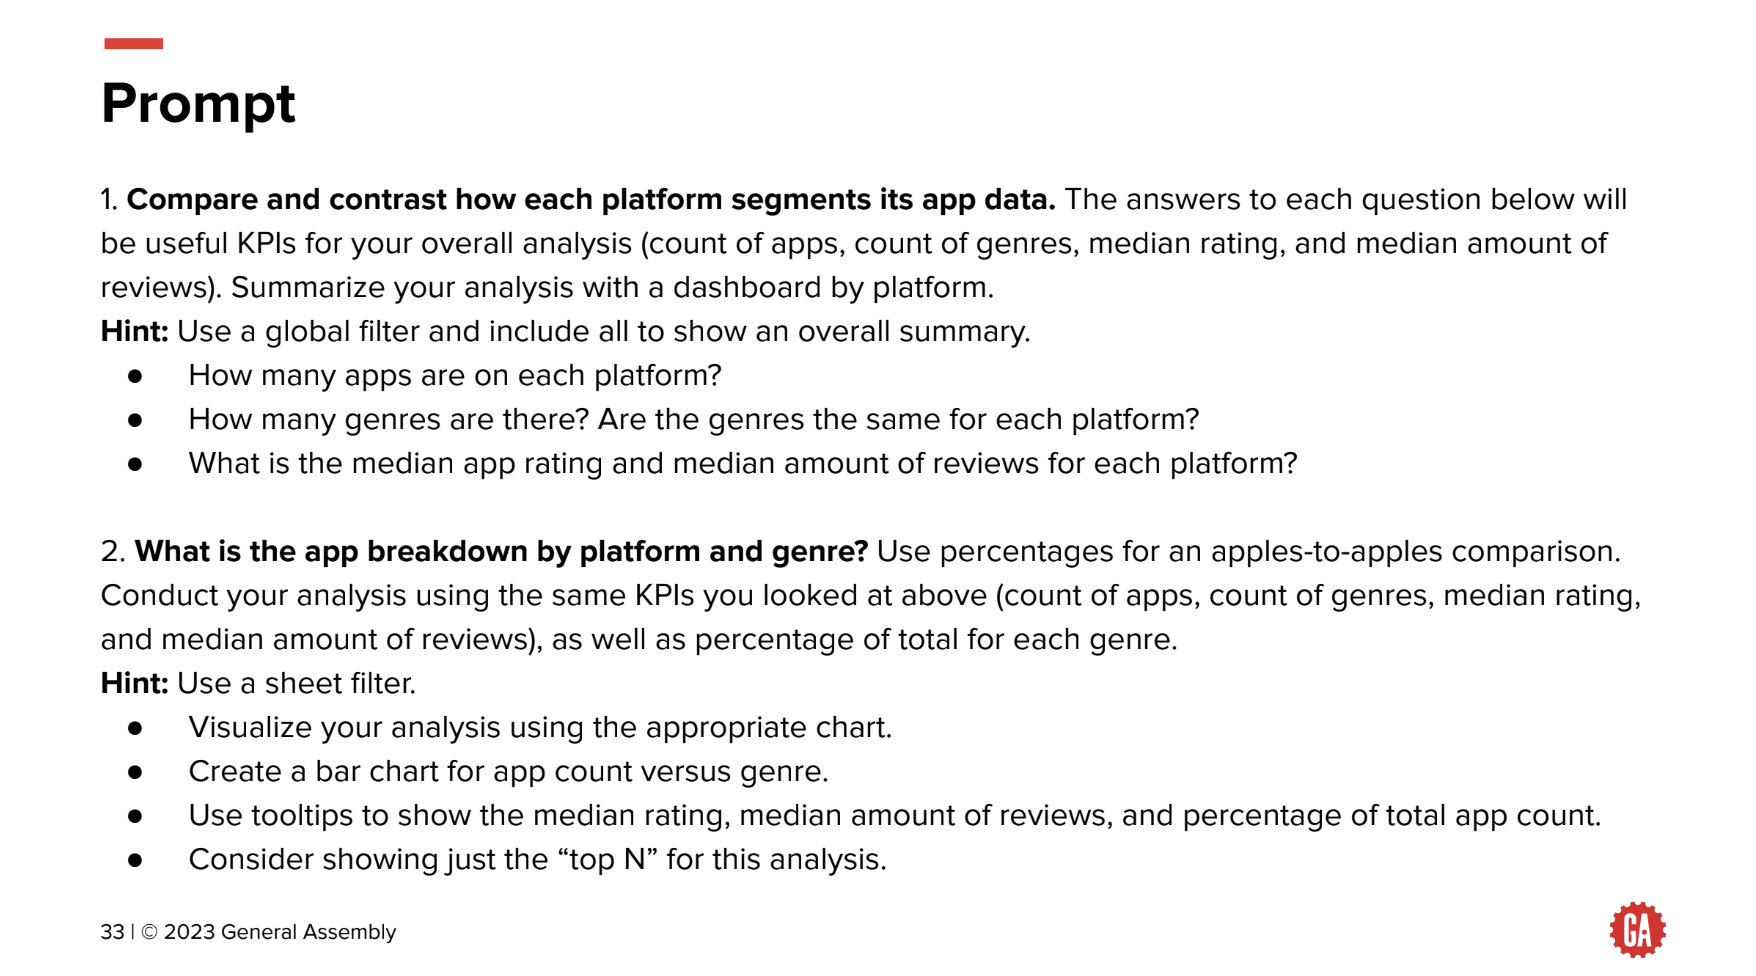 Prompt
1. Compare and contrast how each platform segments its app data. The answers to each question below will
be useful KPIs for your overall analysis (count of apps, count of genres, median rating, and median amount of
reviews). Summarize your analysis with a dashboard by platform.
Hint: Use a global filter and include all to show an overall summary.
● How many apps are on each platform?
● How many genres are there? Are the genres the same for each platform?
● What is the median app rating and median amount of reviews for each platform?
2. What is the app breakdown by platform and genre? Use percentages for an apples-to-apples comparison.
Conduct your analysis using the same KPIs you looked at above (count of apps, count of genres, median rating,
and median amount of reviews), as well as percentage of total for each genre.
Hint: Use a sheet filter.
● Visualize your analysis using the appropriate chart.
● Create a bar chart for app count versus genre.
● Use tooltips to show the median rating, median amount of reviews, and percentage of total app count.
● Consider showing just the “top N” for this analysis.
33 | © 2023 General Assembly
GA